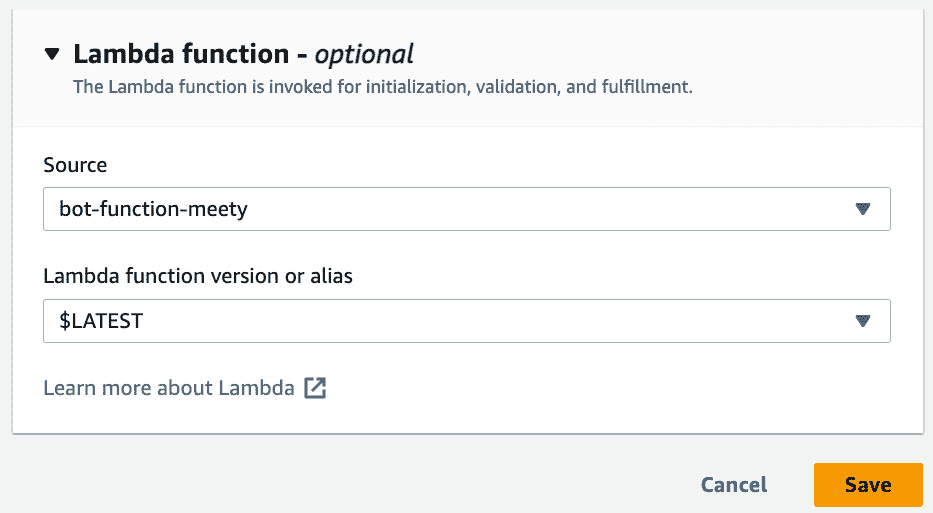 Lambda function - optional
The Lambda function is invoked for initialization, validation, and fulfillment.
Source
bot-function-meety
Lambda function version or alias
$LATEST
Learn more about Lambda
Cancel
Save